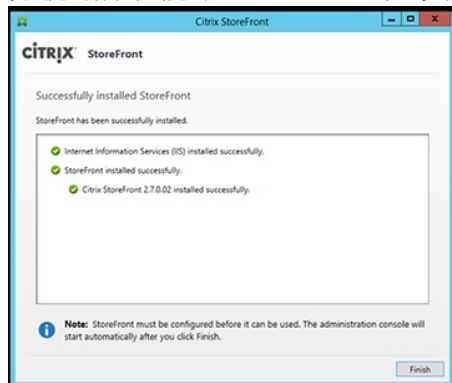 Citrix StoreFront
CİTRIX StoreFront
Successfully installed StoreFront
StoreFront has been successfully installed.
Internet Information Services (IIS) installed successfully.
StoreFront installed successfully.
Citrix StoreFront 2.7.0.02 installed successfully.
Note: StoreFront must be configured before it can be used. The administration console will
start automatically after you click Finish.
Finish